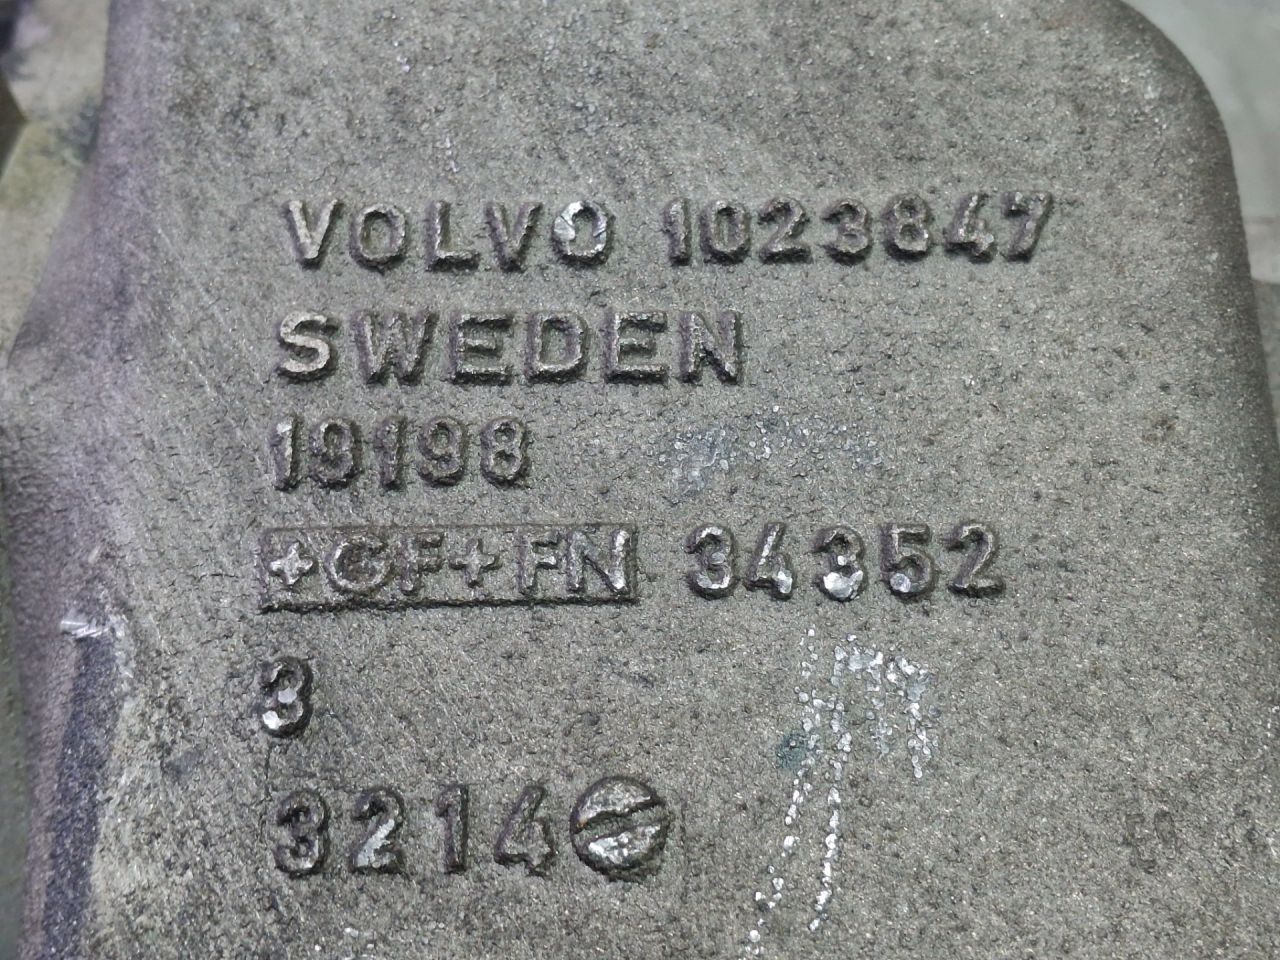 VOLVO 1023847
SWEDEN
19198
+GF+ FN 34352
3
3214